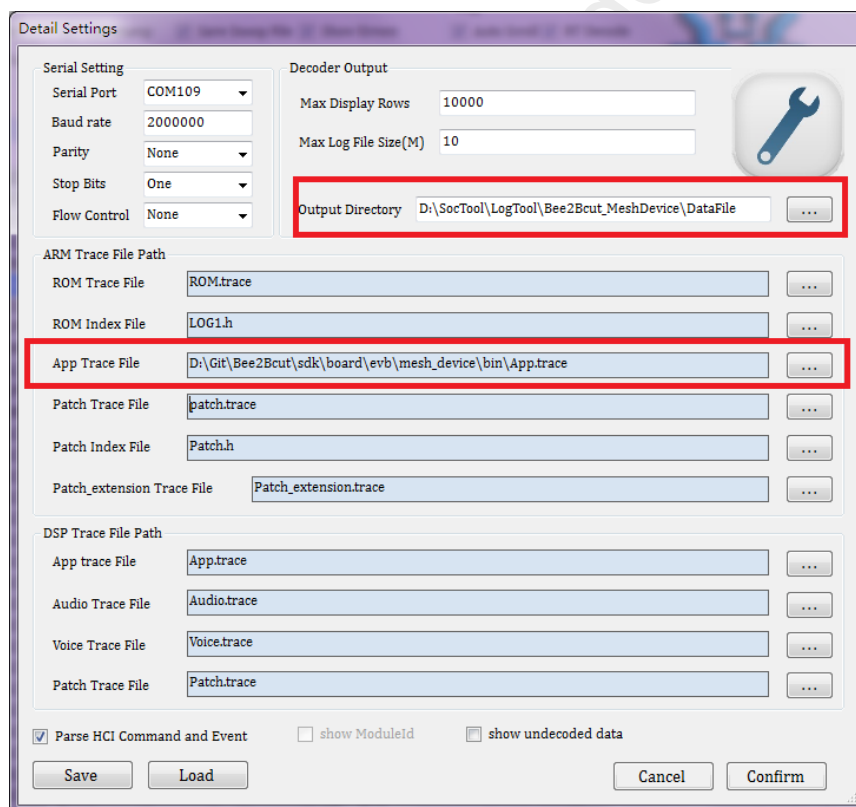 Detail Settings
Serial Setting
Serial Port COM109
Baud rate 2000000
Parity None
Stop Bits One
Flow Control None
Decoder Output
Max Display Rows 10000
Max Log File Size(M) 10
Output Directory D:\SocTool\LogTool\Bee2Bcut_MeshDevice\DataFile ...
ARM Trace File Path
ROM Trace File ROM.trace ...
ROM Index File LOG1.h ...
App Trace File D:\Git\Bee2Bcut\sdk\board\evb\mesh_device\bin\App.trace ...
Patch Trace File patch.trace ...
Patch Index File Patch.h ...
Patch_extension Trace File Patch_extension.trace ...
DSP Trace File Path
App trace File App.trace ...
Audio Trace File Audio.trace ...
Voice Trace File Voice.trace ...
Patch Trace File Patch.trace ...
Parse HCI Command and Event show ModuleId show undecoded data
Save Load Cancel Confirm